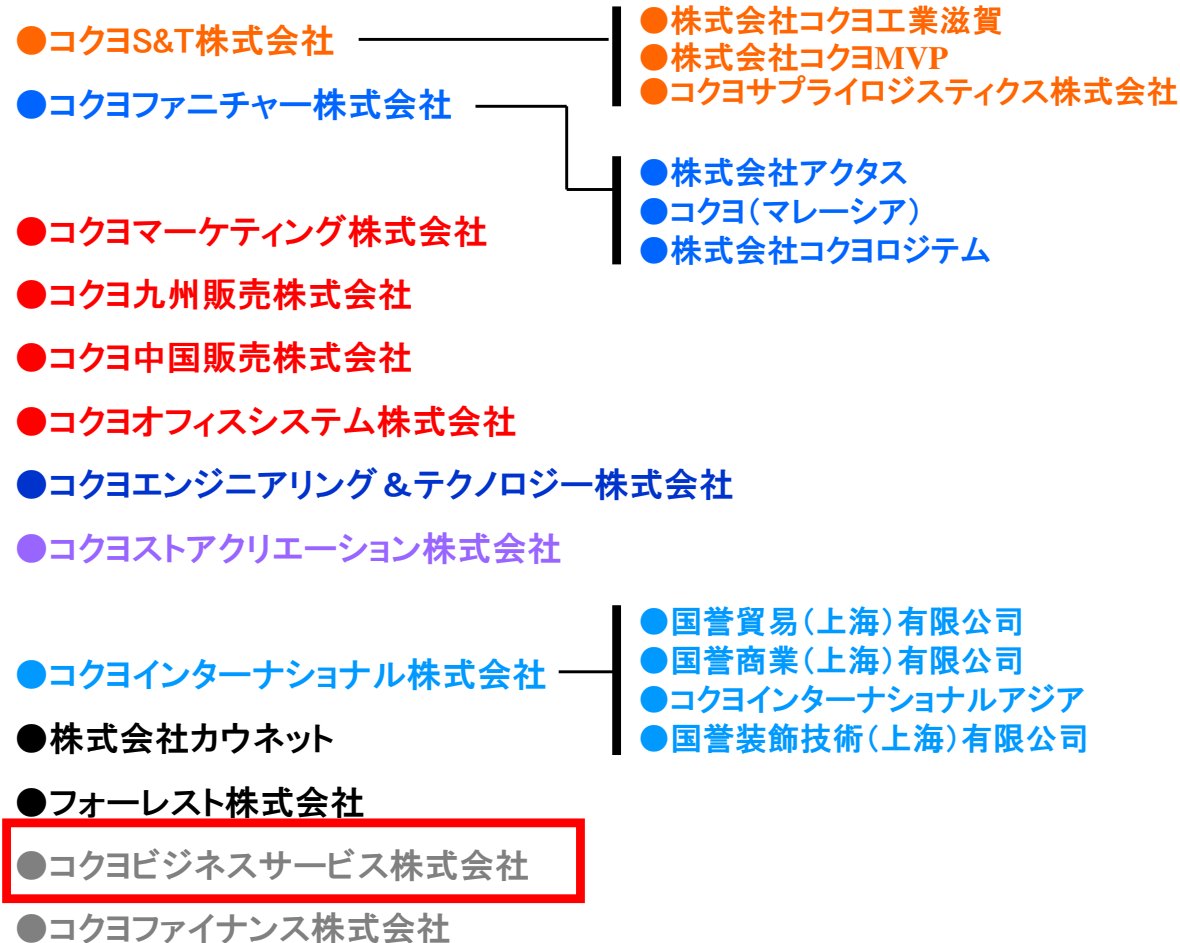 ●コクヨS&T株式会社
●株式会社コクヨ工業滋賀
●株式会社コクヨMVP
●コクヨサプライロジスティクス株式会社
●コクヨファニチャー株式会社
●株式会社アクタス
●コクヨ（マレーシア）
●株式会社コクヨロジテム
●コクヨマーケティング株式会社
●コクヨ九州販売株式会社
●コクヨ中国販売株式会社
●コクヨオフィスシステム株式会社
●コクヨエンジニアリング＆テクノロジー株式会社
●コクヨストアクリエーション株式会社
●コクヨインターナショナル株式会社
●国誉貿易（上海）有限公司
●国誉商業（上海）有限公司
●コクヨインターナショナルアジア
●国誉装飾技術（上海）有限公司
●株式会社カウネット
●フォーレスト株式会社
●コクヨビジネスサービス株式会社
●コクヨファイナンス株式会社